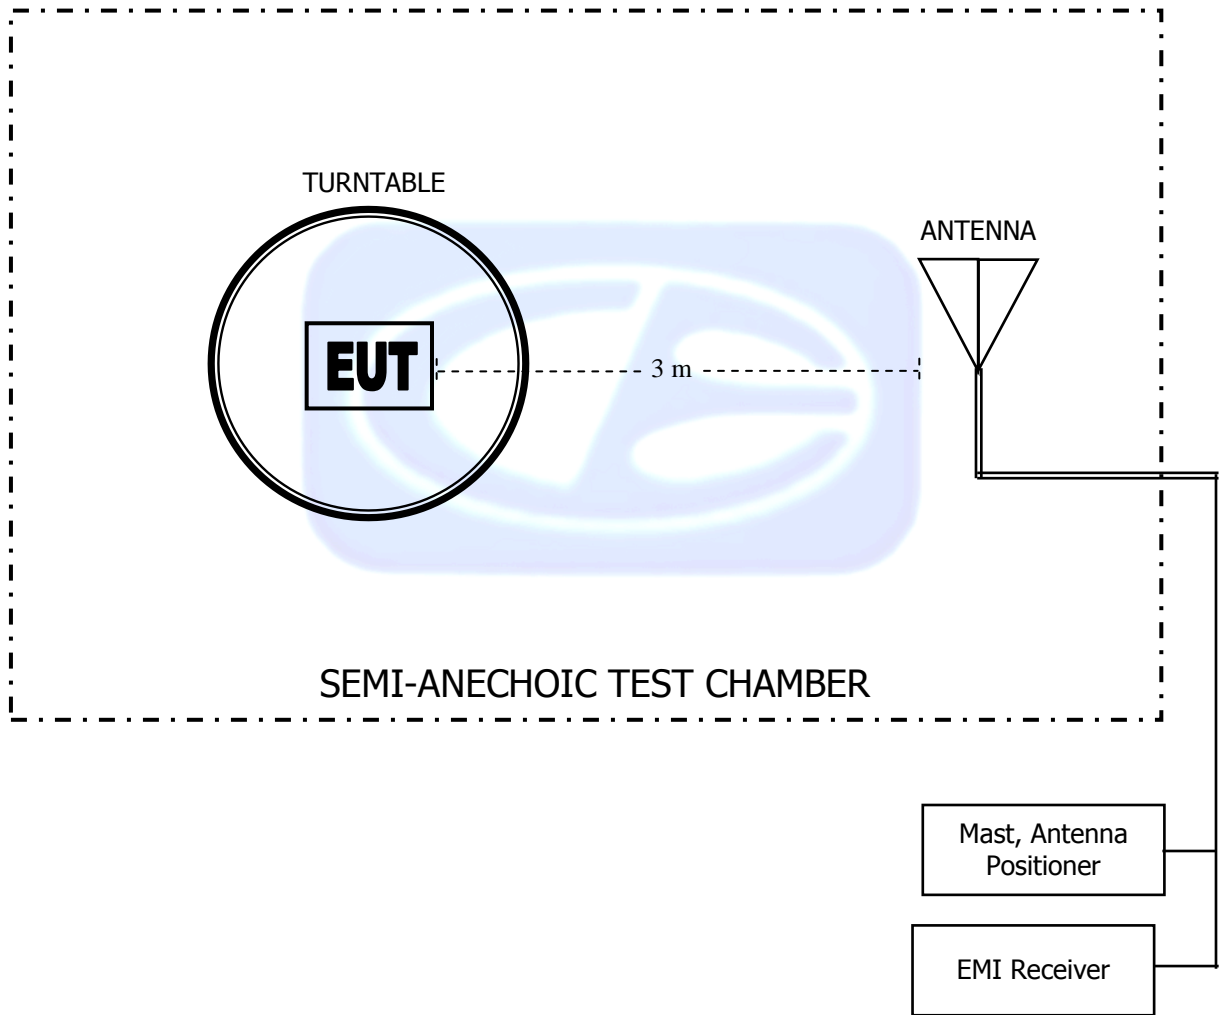 TURNTABLE
ANTENNA
EUT
3 m
SEMI-ANECHOIC TEST CHAMBER
Mast, Antenna
Positioner
EMI Receiver